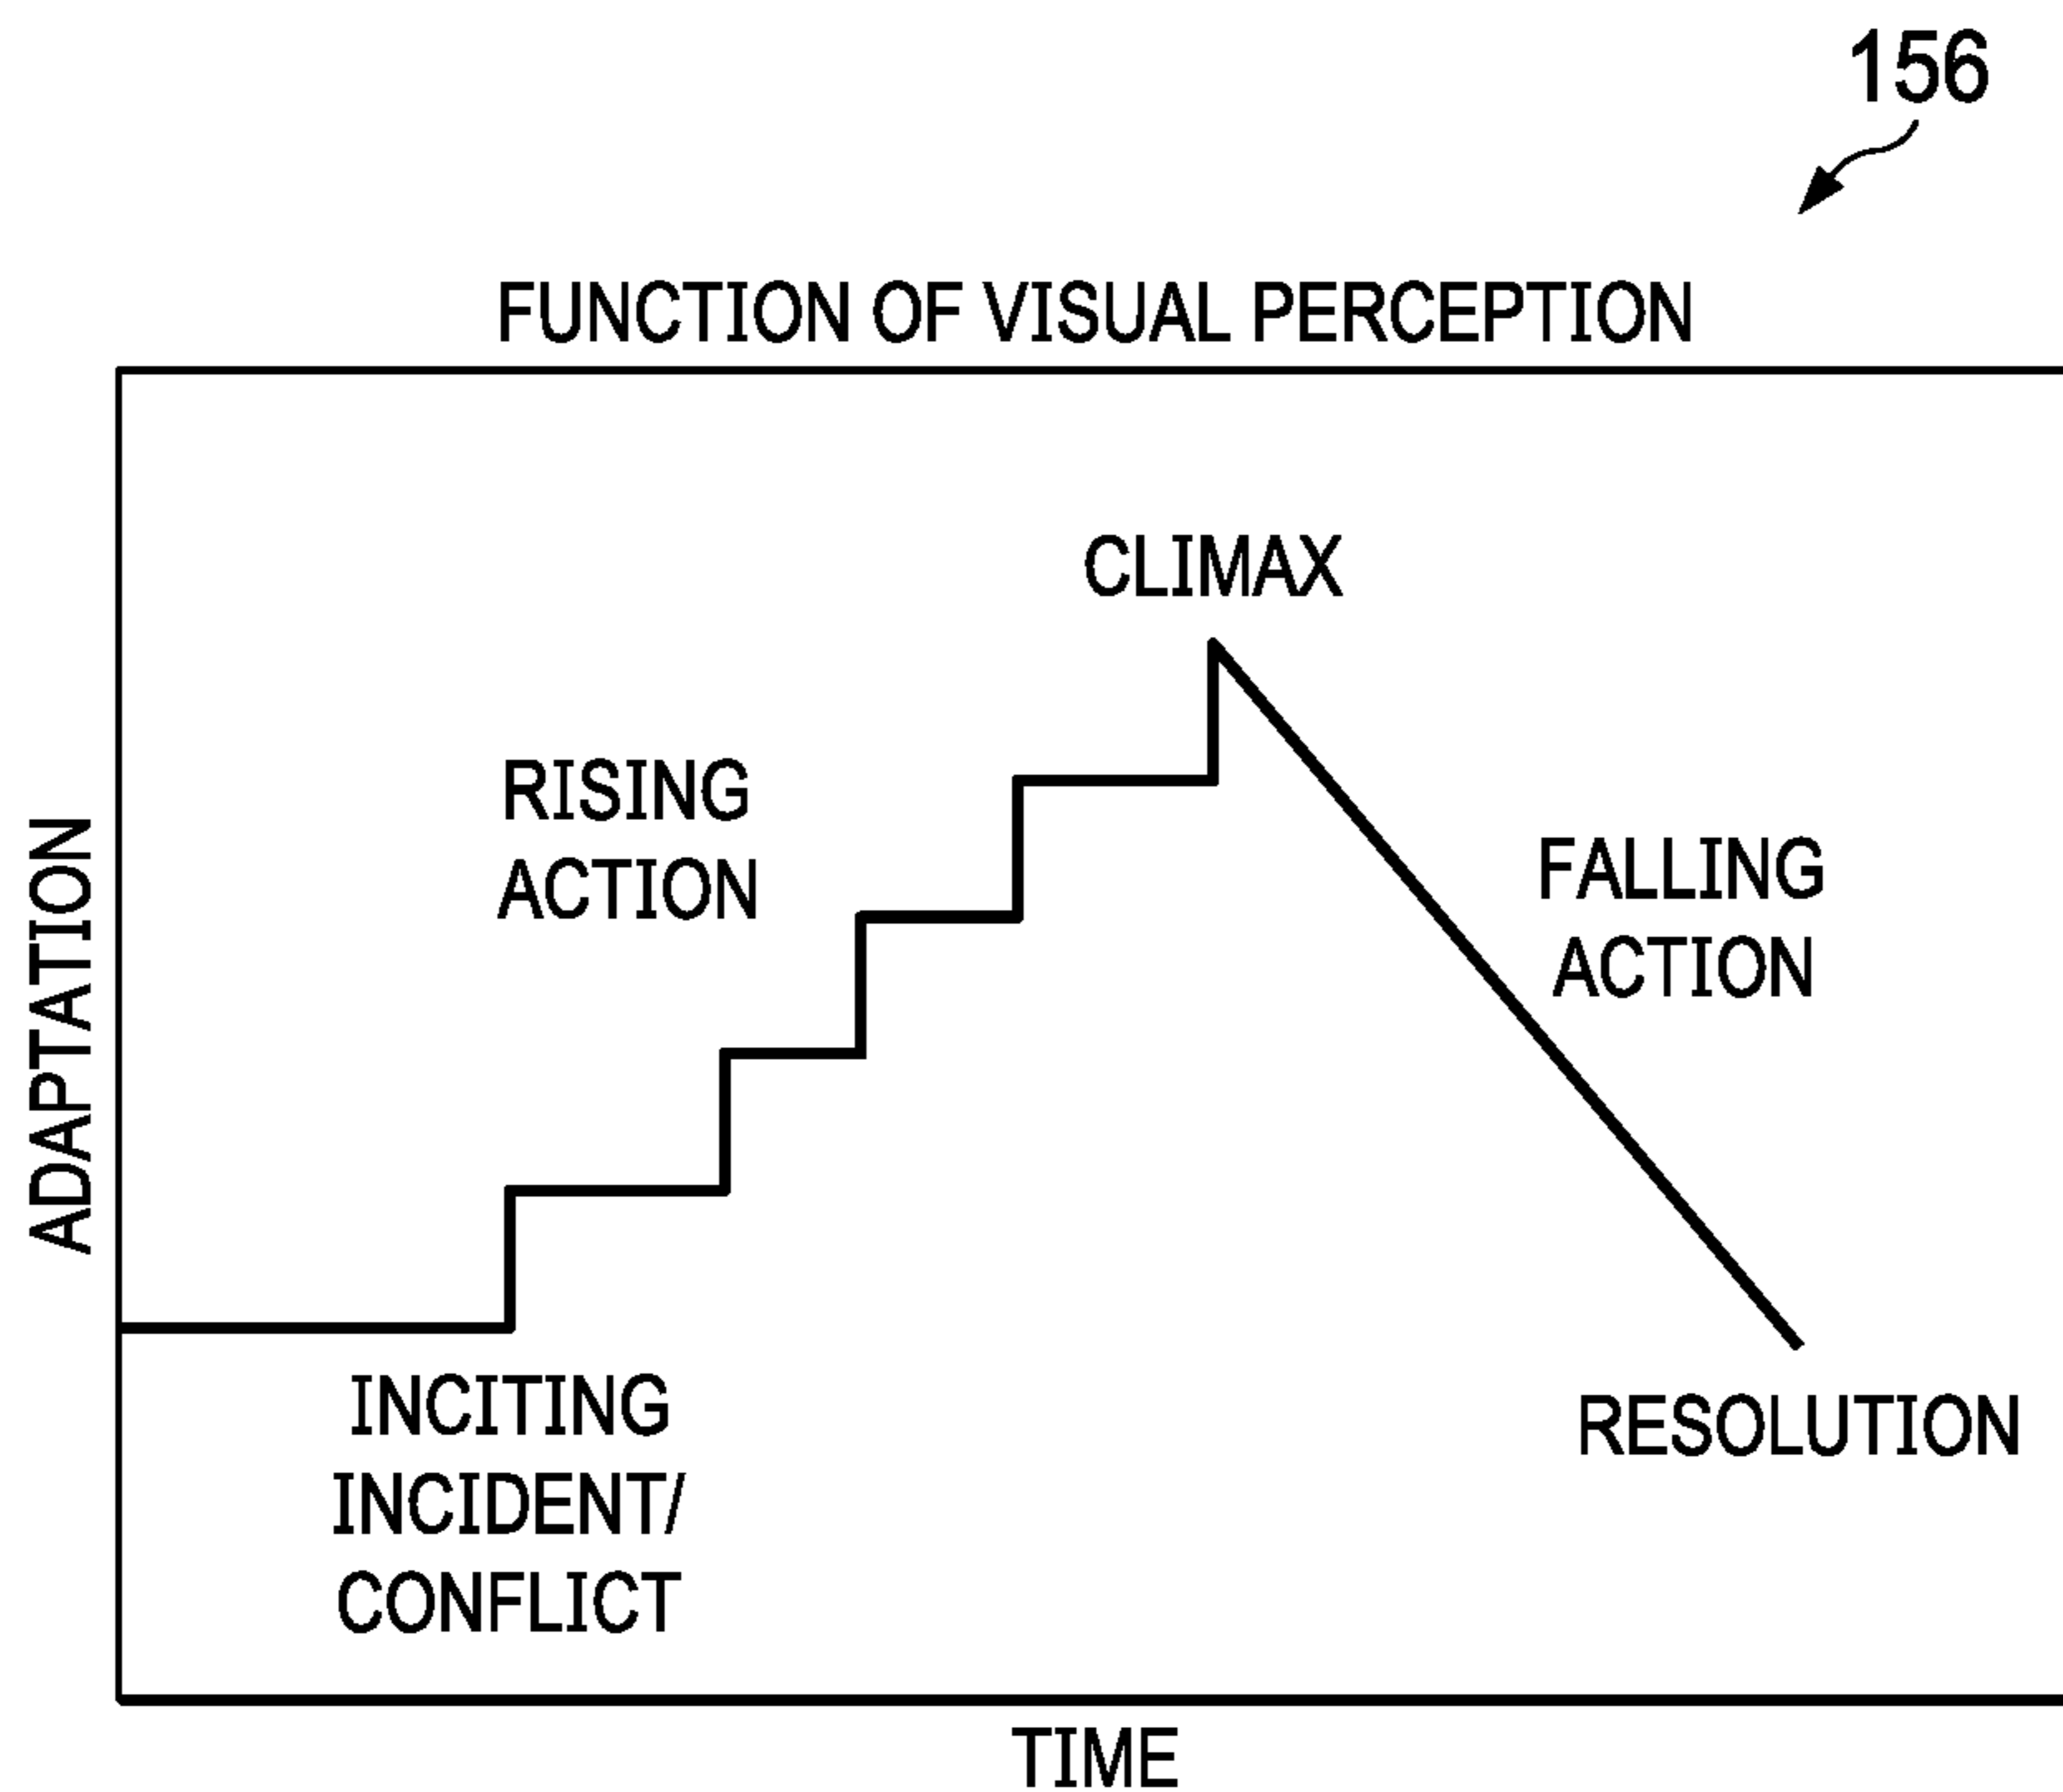 156
FUNCTION OF VISUAL PERCEPTION
CLIMAX
RISING
ACTION
FALLING
ACTION
ADAPTATION
INCITING
INCIDENT/
CONFLICT
RESOLUTION
TIME